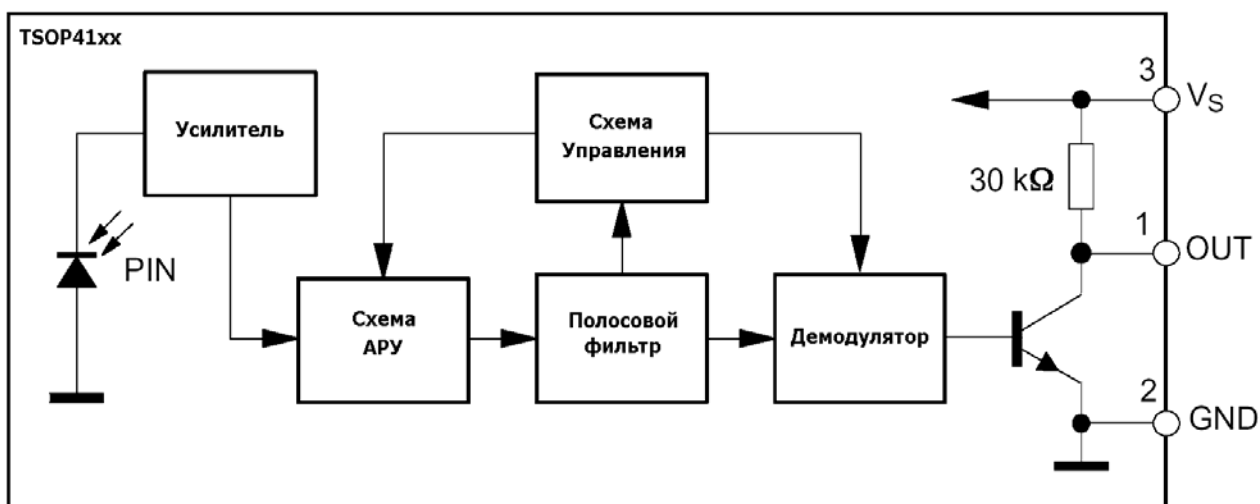 TSOP41xx
Усилитель
Схема
Управления
3
V_S
30 kΩ
1
OUT
PIN
Схема
АРУ
Полосовой
фильтр
Демодулятор
2
GND